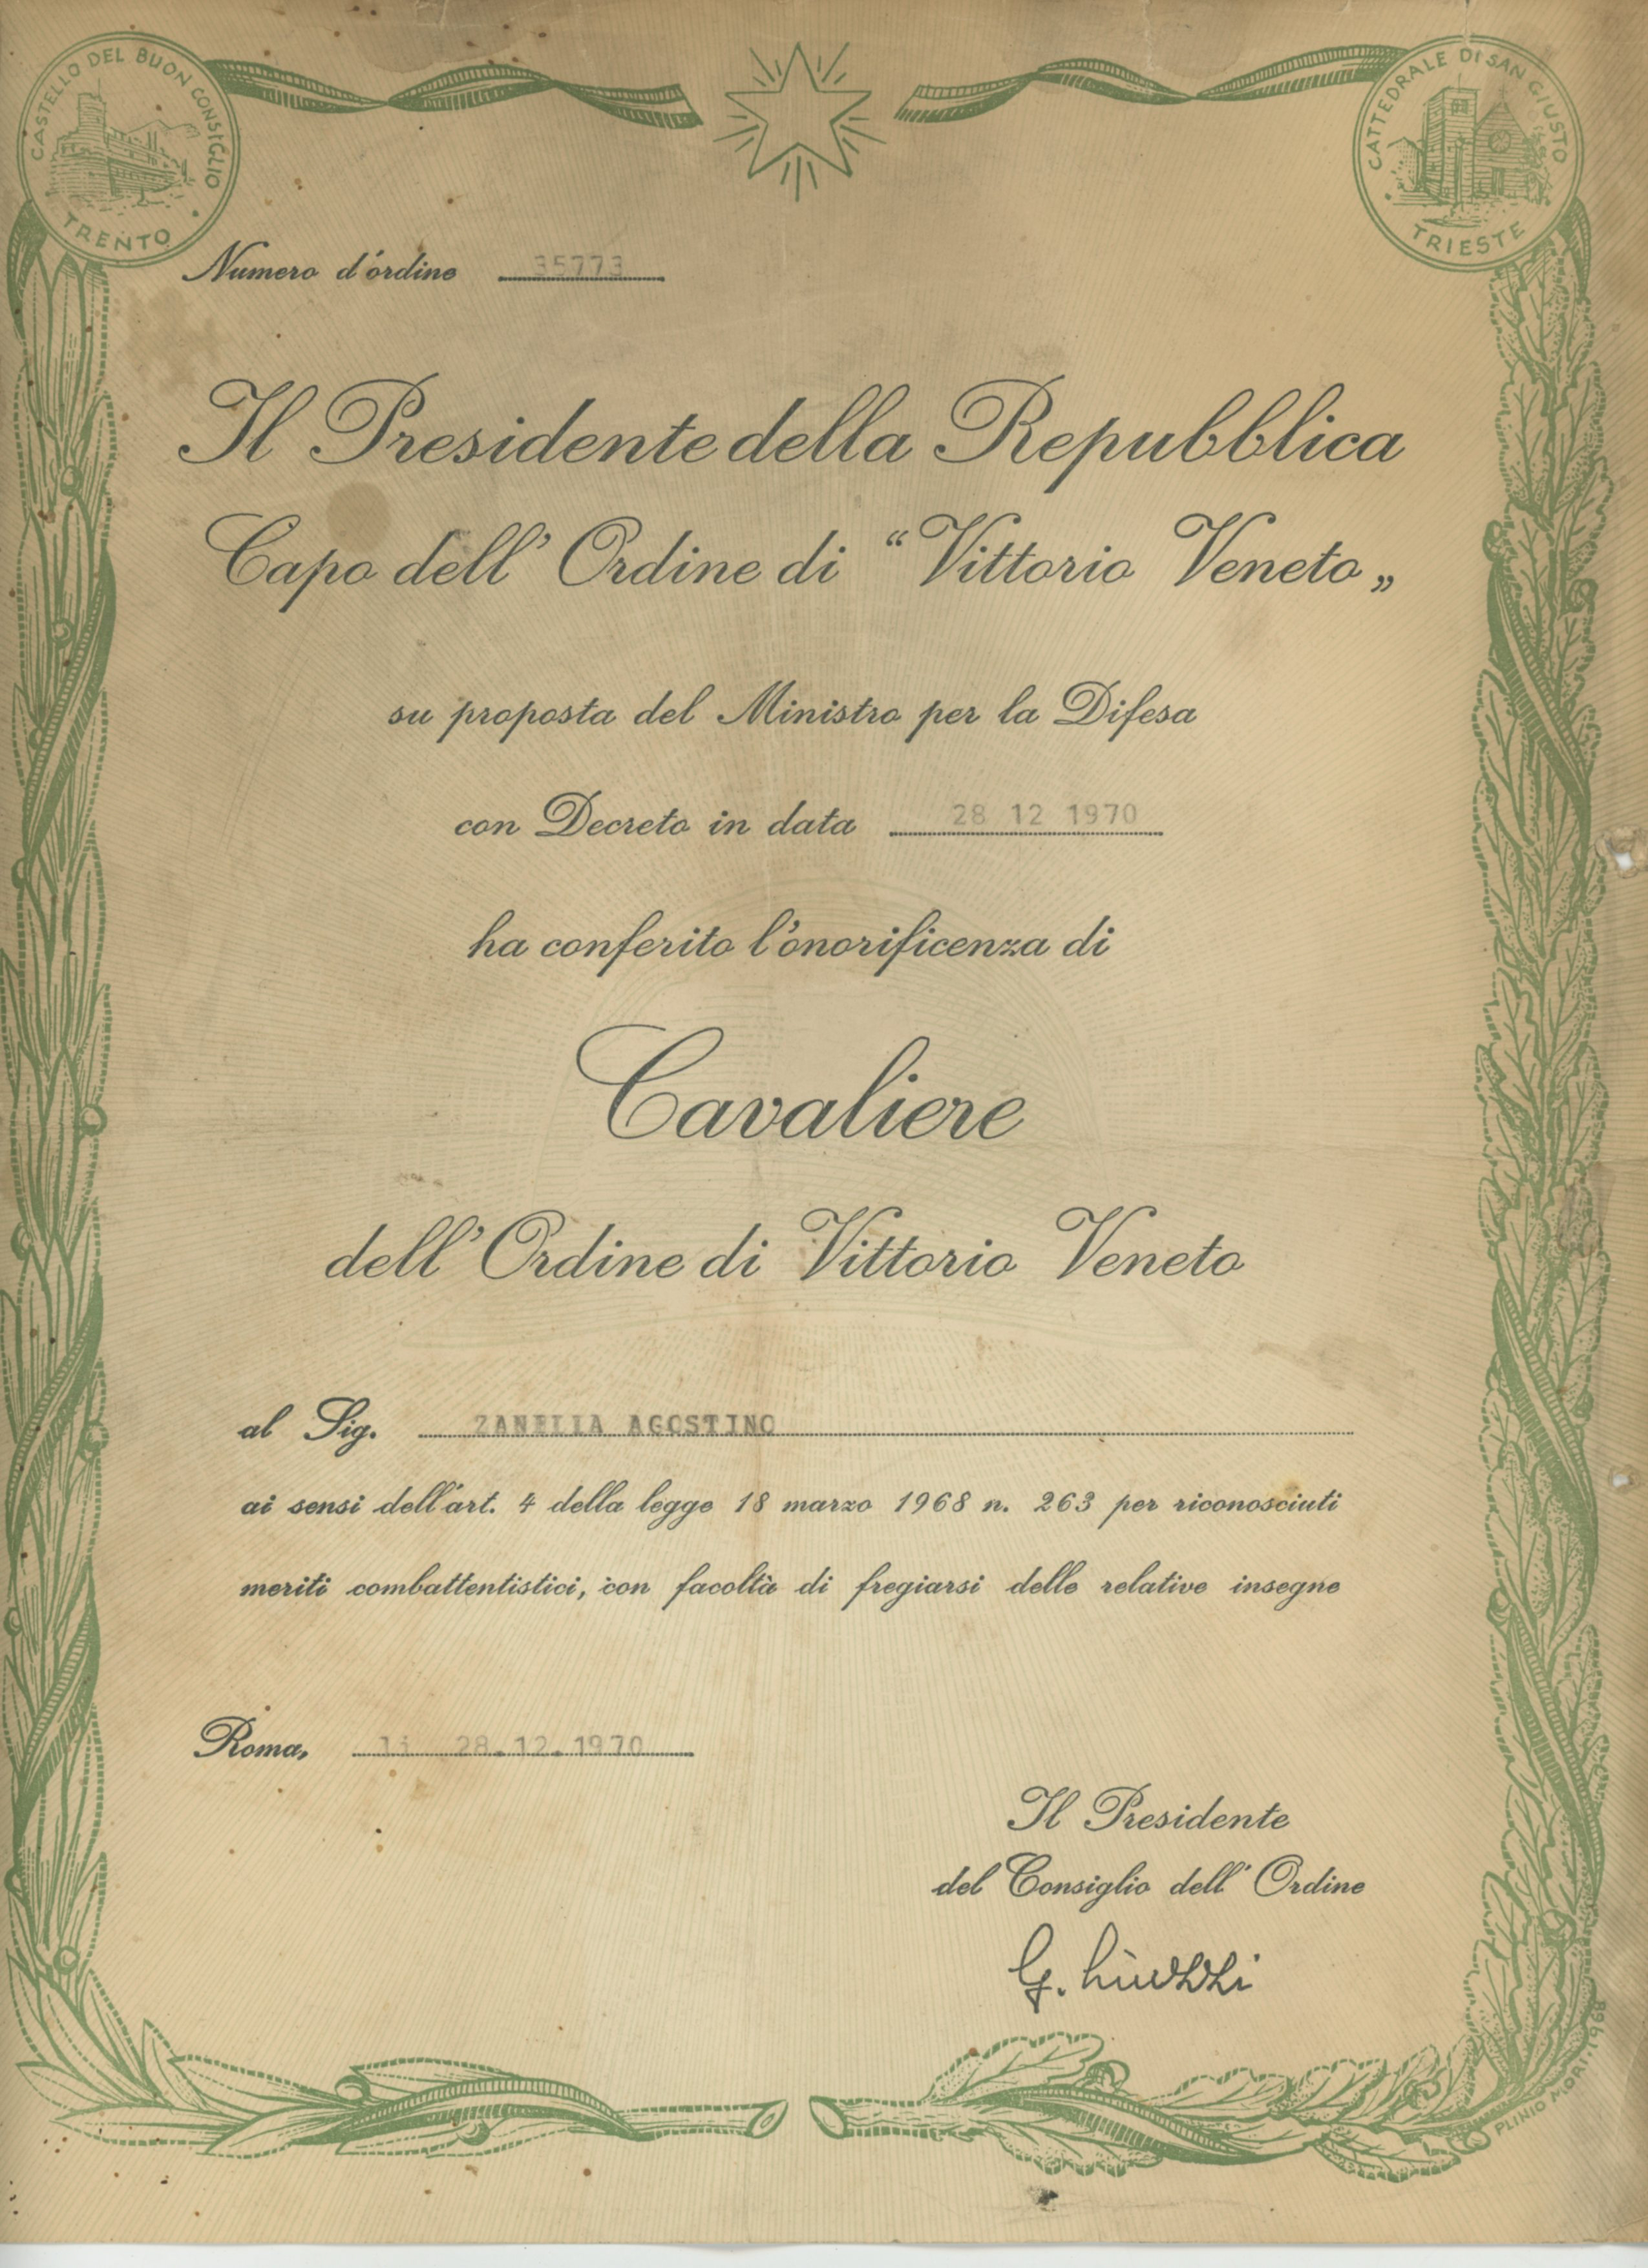 CASTELLO DEL BUON CONSIGLIO
TRENTO
CATTEDRALE DI SAN GIUSTO
TRIESTE
Numero d'ordine 35773
Il Presidente della Repubblica
Capo dell' Ordine di “Vittorio Veneto„
su proposta del Ministro per la Difesa
con Decreto in data 28 12 1970
ha conferito l'onorificenza di
Cavaliere
dell' Ordine di Vittorio Veneto
al Sig. ZANELLA AGOSTINO
ai sensi dell'art. 4 della legge 18 marzo 1968 n. 263 per riconosciuti
meriti combattentistici, con facoltà di fregiarsi delle relative insegne
Roma, li 28.12.1970
Il Presidente
del Consiglio dell' Ordine
G.
PLINIO MORI, 1968